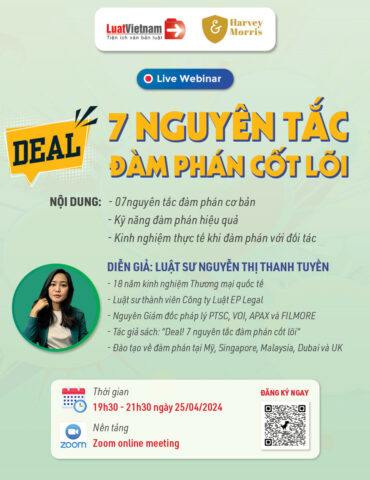 LuatVietnam
Tiện ích văn bản luật
Harvey
Morris
Live Webinar
DEAL
7 NGUYÊN TẮC
ĐÀM PHÁN CỐT LÕI
NỘI DUNG:
- 07nguyên tắc đàm phán cơ bản
- Kỹ năng đàm phán hiệu quả
- Kinh nghiệm thực tế khi đàm phán với đối tác
DIỄN GIẢ: LUẬT SƯ NGUYỄN THỊ THANH TUYỀN
- 18 năm kinh nghiệm Thương mại quốc tế
- Luật sư thành viên Công ty Luật EP Legal
- Nguyên Giám đốc pháp lý PTSC, VOI, APAX và FILMORE
- Tác giả sách: "Deal! 7 nguyên tắc đàm phán cốt lõi"
- Đào tạo về đàm phán tại Mỹ, Singapore, Malaysia, Dubai và UK
Thời gian
19h30 - 21h30 ngày 25/04/2024
Nền tảng
zoom
Zoom online meeting
ĐĂNG KÝ NGAY